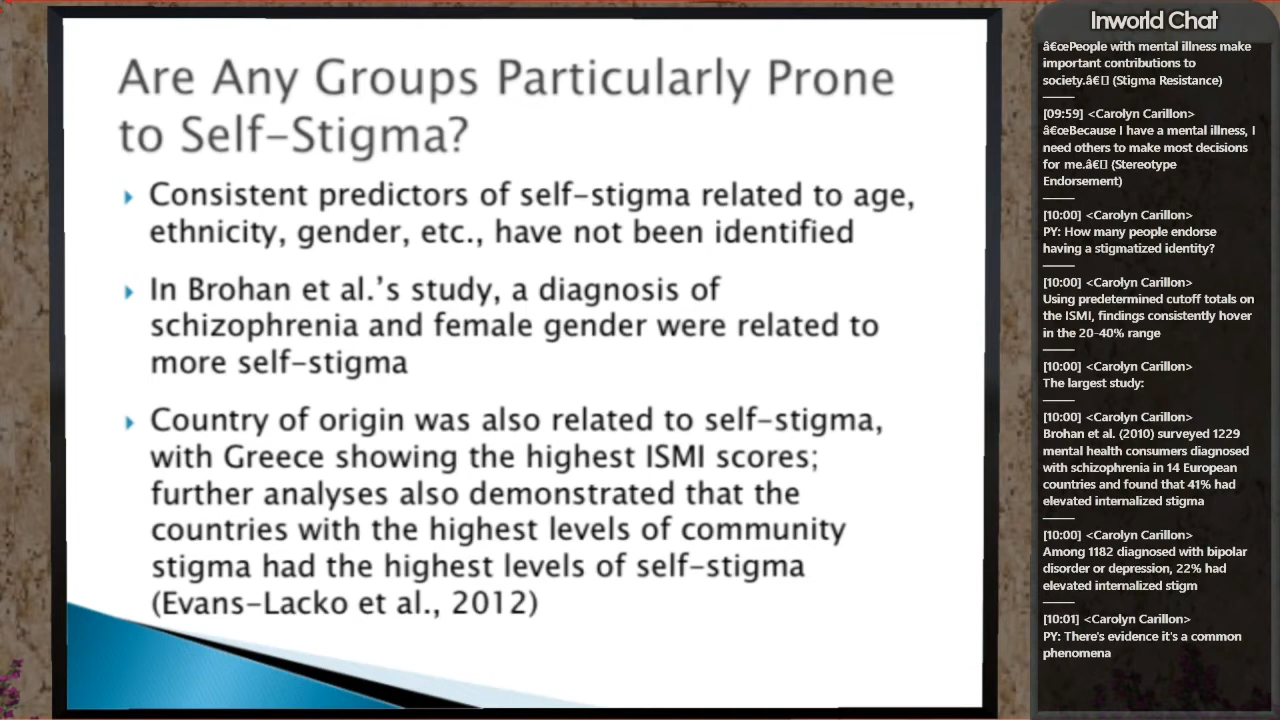 Are Any Groups Particularly Prone
to Self-Stigma?
Consistent predictors of self-stigma related to age,
ethnicity, gender, etc., have not been identified
In Brohan et al.'s study, a diagnosis of
schizophrenia and female gender were related to
more self-stigma
Country of origin was also related to self-stigma,
with Greece showing the highest ISMI scores;
further analyses also demonstrated that the
countries with the highest levels of community
stigma had the highest levels of self-stigma
(Evans-Lacko et al., 2012)
Inworld Chat
“People with mental illness make
important contributions to
society.â€▯ (Stigma Resistance)
[09:59] <Carolyn Carillon>
“Because I have a mental illness, I
need others to make most decisions
for me.â€▯ (Stereotype
Endorsement)
[10:00] <Carolyn Carillon>
PY: How many people endorse
having a stigmatized identity?
[10:00] <Carolyn Carillon>
Using predetermined cutoff totals on
the ISMI, findings consistently hover
in the 20-40% range
[10:00] <Carolyn Carillon>
The largest study:
[10:00] <Carolyn Carillon>
Brohan et al. (2010) surveyed 1229
mental health consumers diagnosed
with schizophrenia in 14 European
countries and found that 41% had
elevated internalized stigma
[10:00] <Carolyn Carillon>
Among 1182 diagnosed with bipolar
disorder or depression, 22% had
elevated internalized stigm
[10:01] <Carolyn Carillon>
PY: There's evidence it's a common
phenomena